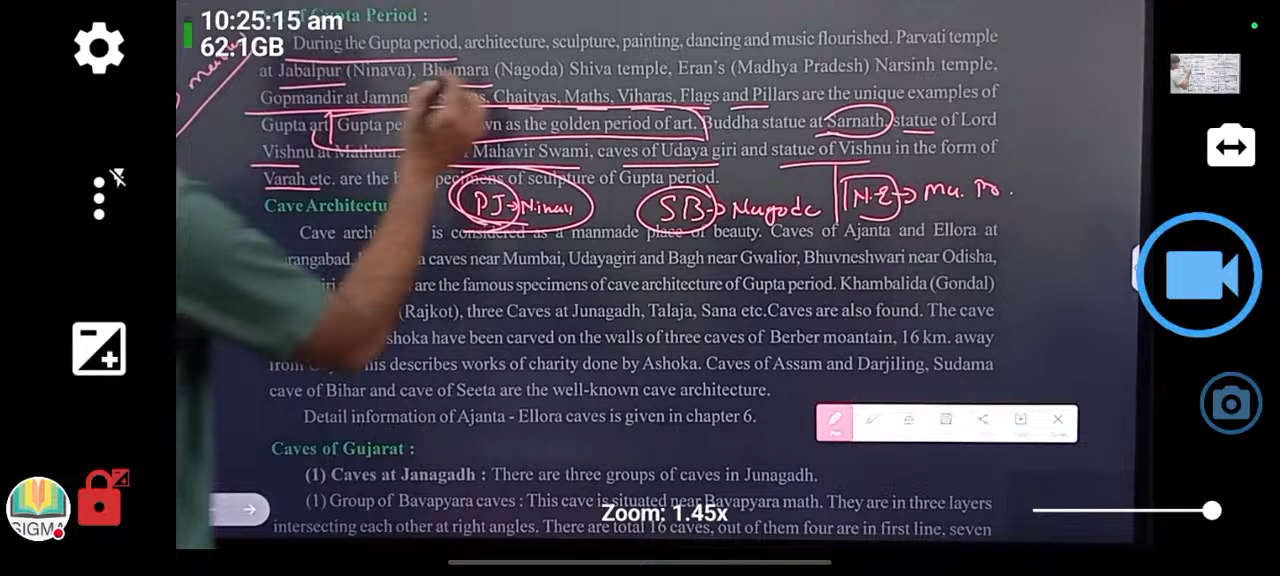 10:25:15 am
62.1GB
Gupta Period :
During the Gupta period, architecture, sculpture, painting, dancing and music flourished. Parvati temple
at Jabalpur (Ninava), Bhumara (Nagoda) Shiva temple, Eran's (Madhya Pradesh) Narsinh temple,
Gopmandir at Chaityas, Maths, Viharas, Flags and Pillars are the unique examples of
Gupta art. Gupta as the golden period of art. Buddha statue at Sarnath, statue of Lord
Vishnu at Mathura. Mahavir Swami, caves of Udaya giri and statue of Vishnu in the form of
Varah etc. are the of sculpture of Gupta period.
PJ → SB → Nagoda N.E → Ma. Pr.
Cave
Cave is considered as a manmade place of beauty. Caves of Ajanta and Ellora at
caves near Mumbai, Udayagiri and Bagh near Gwalior, Bhuvneshwari near Odisha,
are the famous specimens of cave architecture of Gupta period. Khambalida (Gondal)
(Rajkot), three Caves at Junagadh, Talaja, Sana etc.Caves are also found. The cave
have been carved on the walls of three caves of Berber moantain, 16 km. away
describes works of charity done by Ashoka. Caves of Assam and Darjiling, Sudama
cave of Bihar and cave of Seeta are the well-known cave architecture.
Detail information of Ajanta - Ellora caves is given in chapter 6.
Caves of Gujarat :
(1) Caves at Janagadh : There are three groups of caves in Junagadh.
(1) Group of Bavapyara caves : This cave is situated near Bavapyara math. They are in three layers
Zoom: 1.45x
intersecting each other at right angles. There are total 16 caves, out of them four are in first line, seven
SIGMA